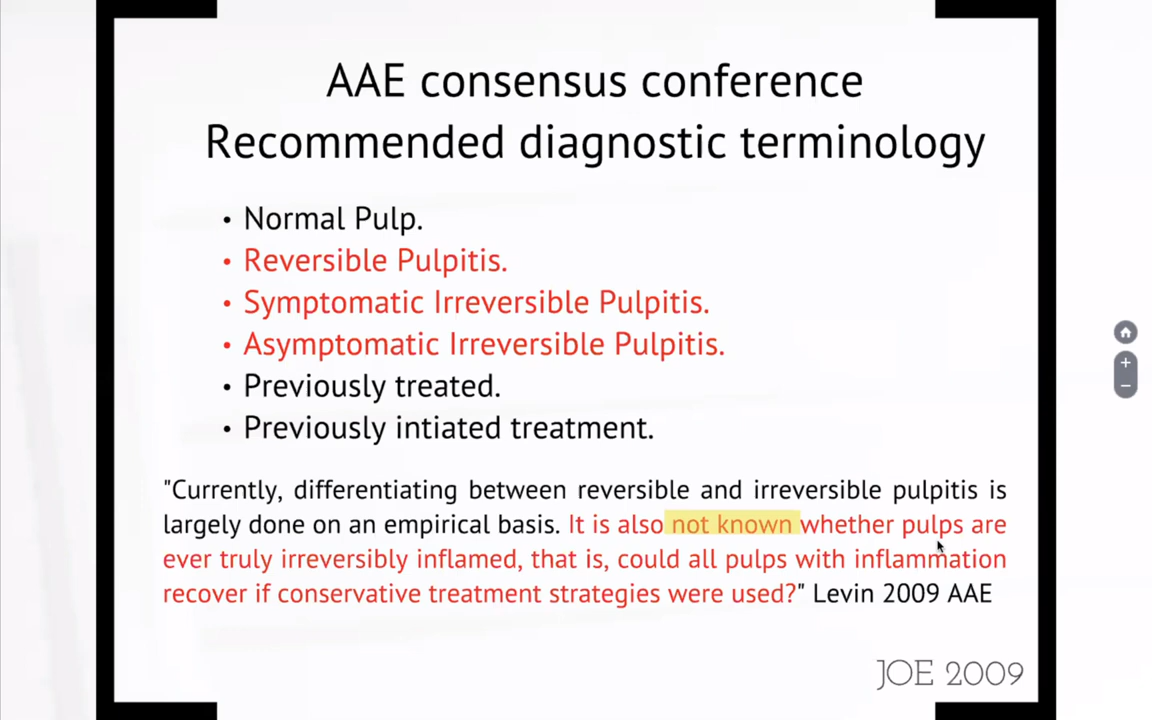 AAE consensus conference
Recommended diagnostic terminology
• Normal Pulp.
• Reversible Pulpitis.
• Symptomatic Irreversible Pulpitis.
• Asymptomatic Irreversible Pulpitis.
• Previously treated.
• Previously intiated treatment.
"Currently, differentiating between reversible and irreversible pulpitis is
largely done on an empirical basis. It is also not known whether pulps are
ever truly irreversibly inflamed, that is, could all pulps with inflammation
recover if conservative treatment strategies were used?" Levin 2009 AAE
JOE 2009